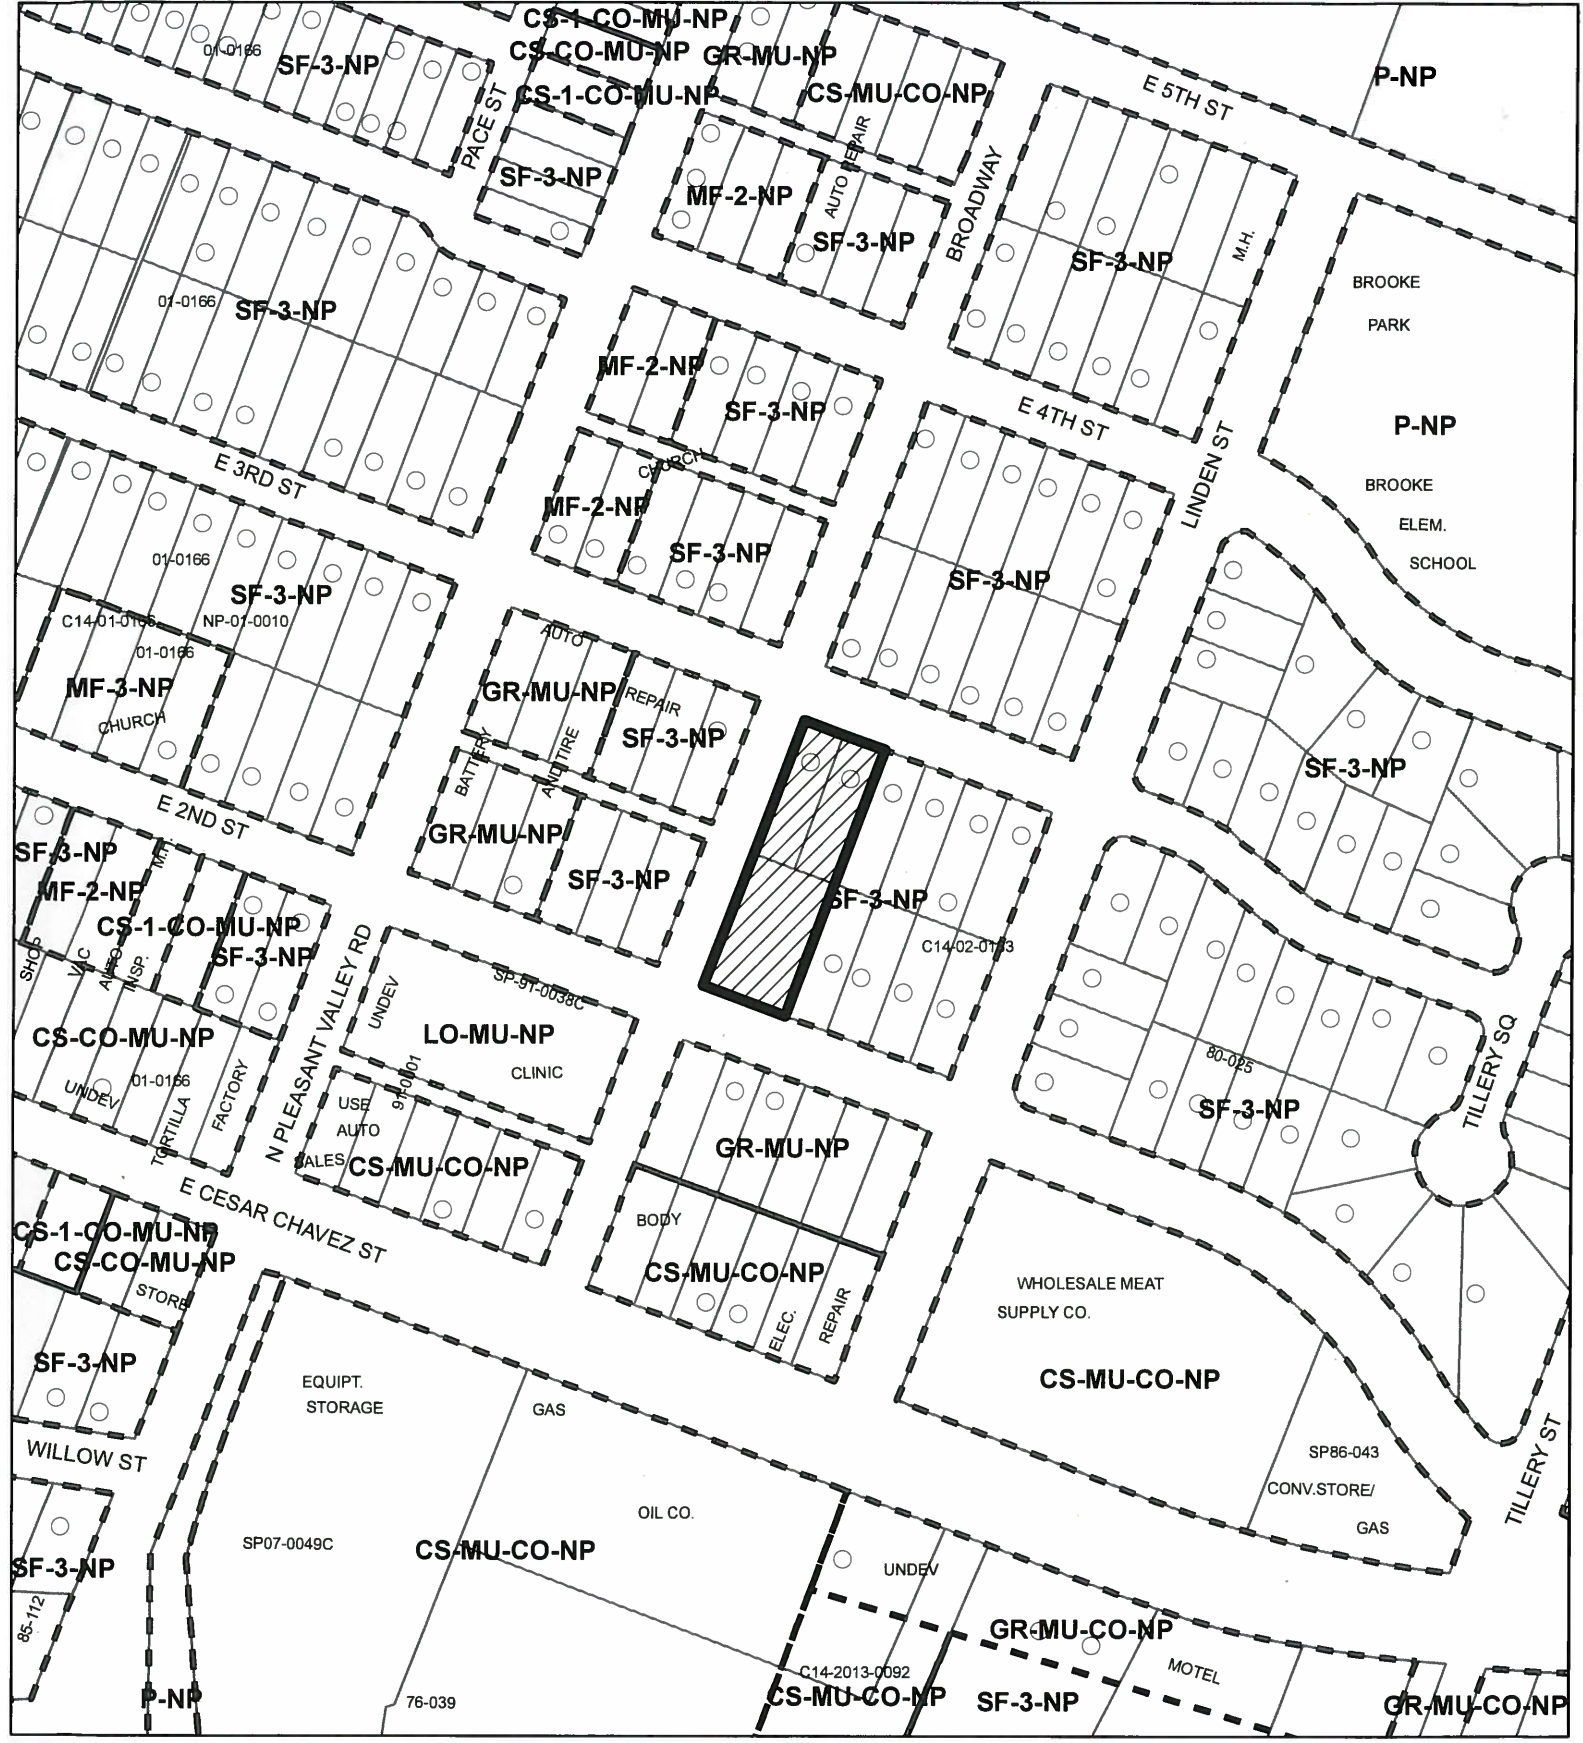 CS-1-CO-MU-NP
01-0166
SF-3-NP
CS-CO-MU-NP
GR-MU-NP
P-NP
CS-1-CO-MU-NP
CS-MU-CO-NP
E 5TH ST
PACE ST
SF-3-NP
MF-2-NP
AUTO REPAIR
SF-3-NP
BROADWAY
SF-3-NP
M.H.
BROOKE
PARK
01-0166
SF-3-NP
MF-2-NP
SF-3-NP
E 4TH ST
P-NP
LINDEN ST
E 3RD ST
CHURCH
MF-2-NP
SF-3-NP
BROOKE
ELEM.
SCHOOL
01-0166
SF-3-NP
SF-3-NP
C14-01-0166
NP-01-0010
01-0166
MF-3-NP
CHURCH
AUTO
REPAIR
GR-MU-NP
SF-3-NP
BATTERY
AND TIRE
SF-3-NP
E 2ND ST
GR-MU-NP
SF-3-NP
SF-3-NP
C14-02-0183
SF-3-NP
MF-2-NP
M.F.
CS-1-CO-MU-NP
SF-3-NP
SHOP
VAC
AUTO
INSP.
N PLEASANT VALLEY RD
UNDEV
SP-91-0038C
LO-MU-NP
CLINIC
CS-CO-MU-NP
01-0166
UNDEV
TORTILLA
FACTORY
USE
AUTO
SALES
91-0001
CS-MU-CO-NP
GR-MU-NP
80-025
SF-3-NP
TILLERY SQ
E CESAR CHAVEZ ST
CS-1-CO-MU-NP
CS-CO-MU-NP
STORE
BODY
CS-MU-CO-NP
ELEC.
REPAIR
WHOLESALE MEAT
SUPPLY CO.
CS-MU-CO-NP
SF-3-NP
EQUIPT.
STORAGE
GAS
WILLOW ST
SP86-043
CONV.STORE/
GAS
TILLERY ST
OIL CO.
SP07-0049C
CS-MU-CO-NP
SF-3-NP
UNDEV
85-112
GR-MU-CO-NP
MOTEL
C14-2013-0092
CS-MU-CO-NP
SF-3-NP
P-NP
76-039
GR-MU-CO-NP